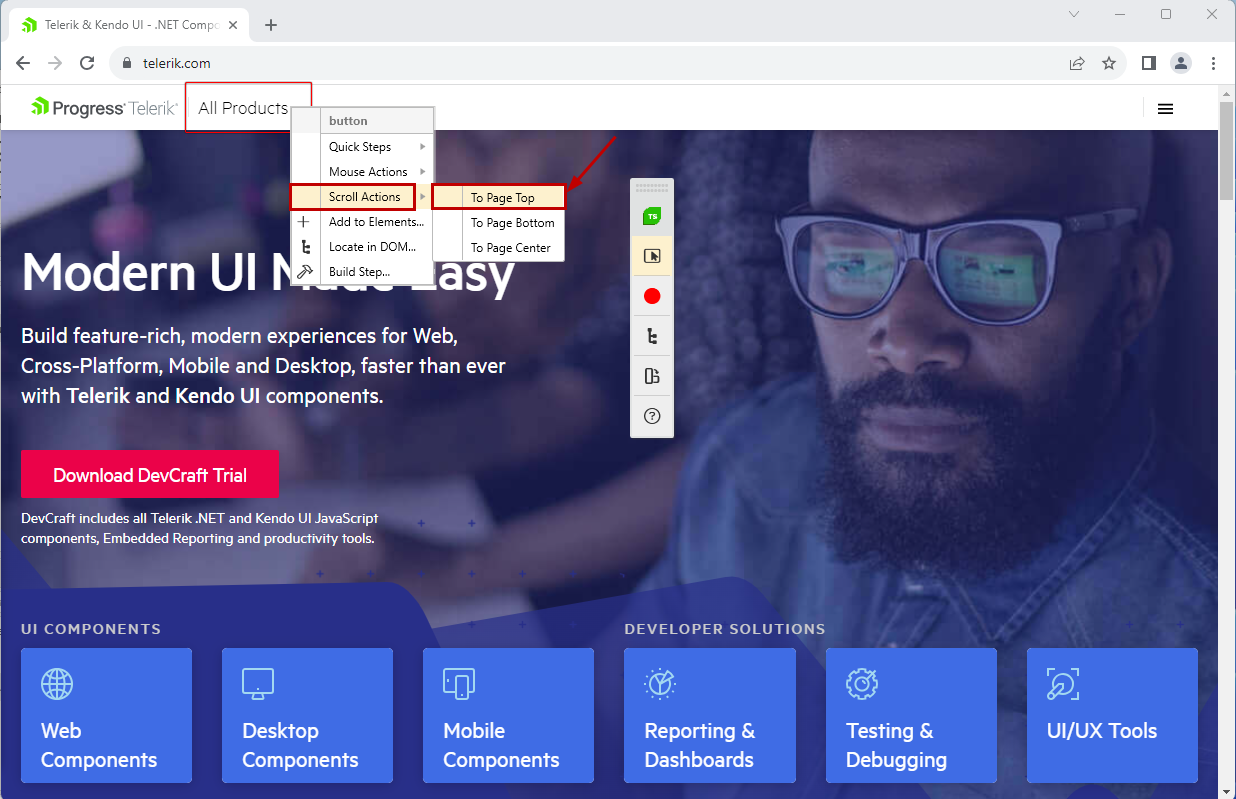 Telerik & Kendo UI - .NET Compo
telerik.com
Progress® Telerik®
All Products
button
Quick Steps
Mouse Actions
Scroll Actions
Add to Elements...
Locate in DOM...
Build Step...
To Page Top
To Page Bottom
To Page Center
TS
?
Modern UI Made Easy
Build feature-rich, modern experiences for Web,
Cross-Platform, Mobile and Desktop, faster than ever
with Telerik and Kendo UI components.
Download DevCraft Trial
DevCraft includes all Telerik .NET and Kendo UI JavaScript
components, Embedded Reporting and productivity tools.
UI COMPONENTS
DEVELOPER SOLUTIONS
Web
Components
Desktop
Components
Mobile
Components
Reporting &
Dashboards
Testing &
Debugging
UI/UX Tools